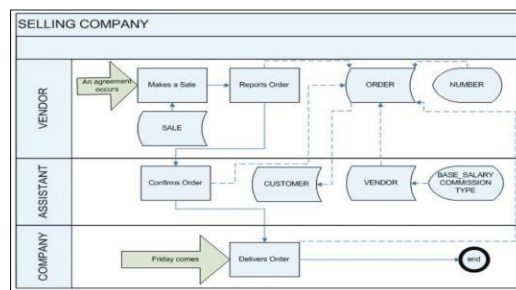 SELLING COMPANY
VENDOR
An agreement
occurs
Makes a Sale
Reports Order
ORDER
NUMBER
SALE
ASSISTANT
Confirms Order
CUSTOMER
VENDOR
BASE_SALARY
COMMISSION
TYPE
COMPANY
Friday comes
Delivers Order
end